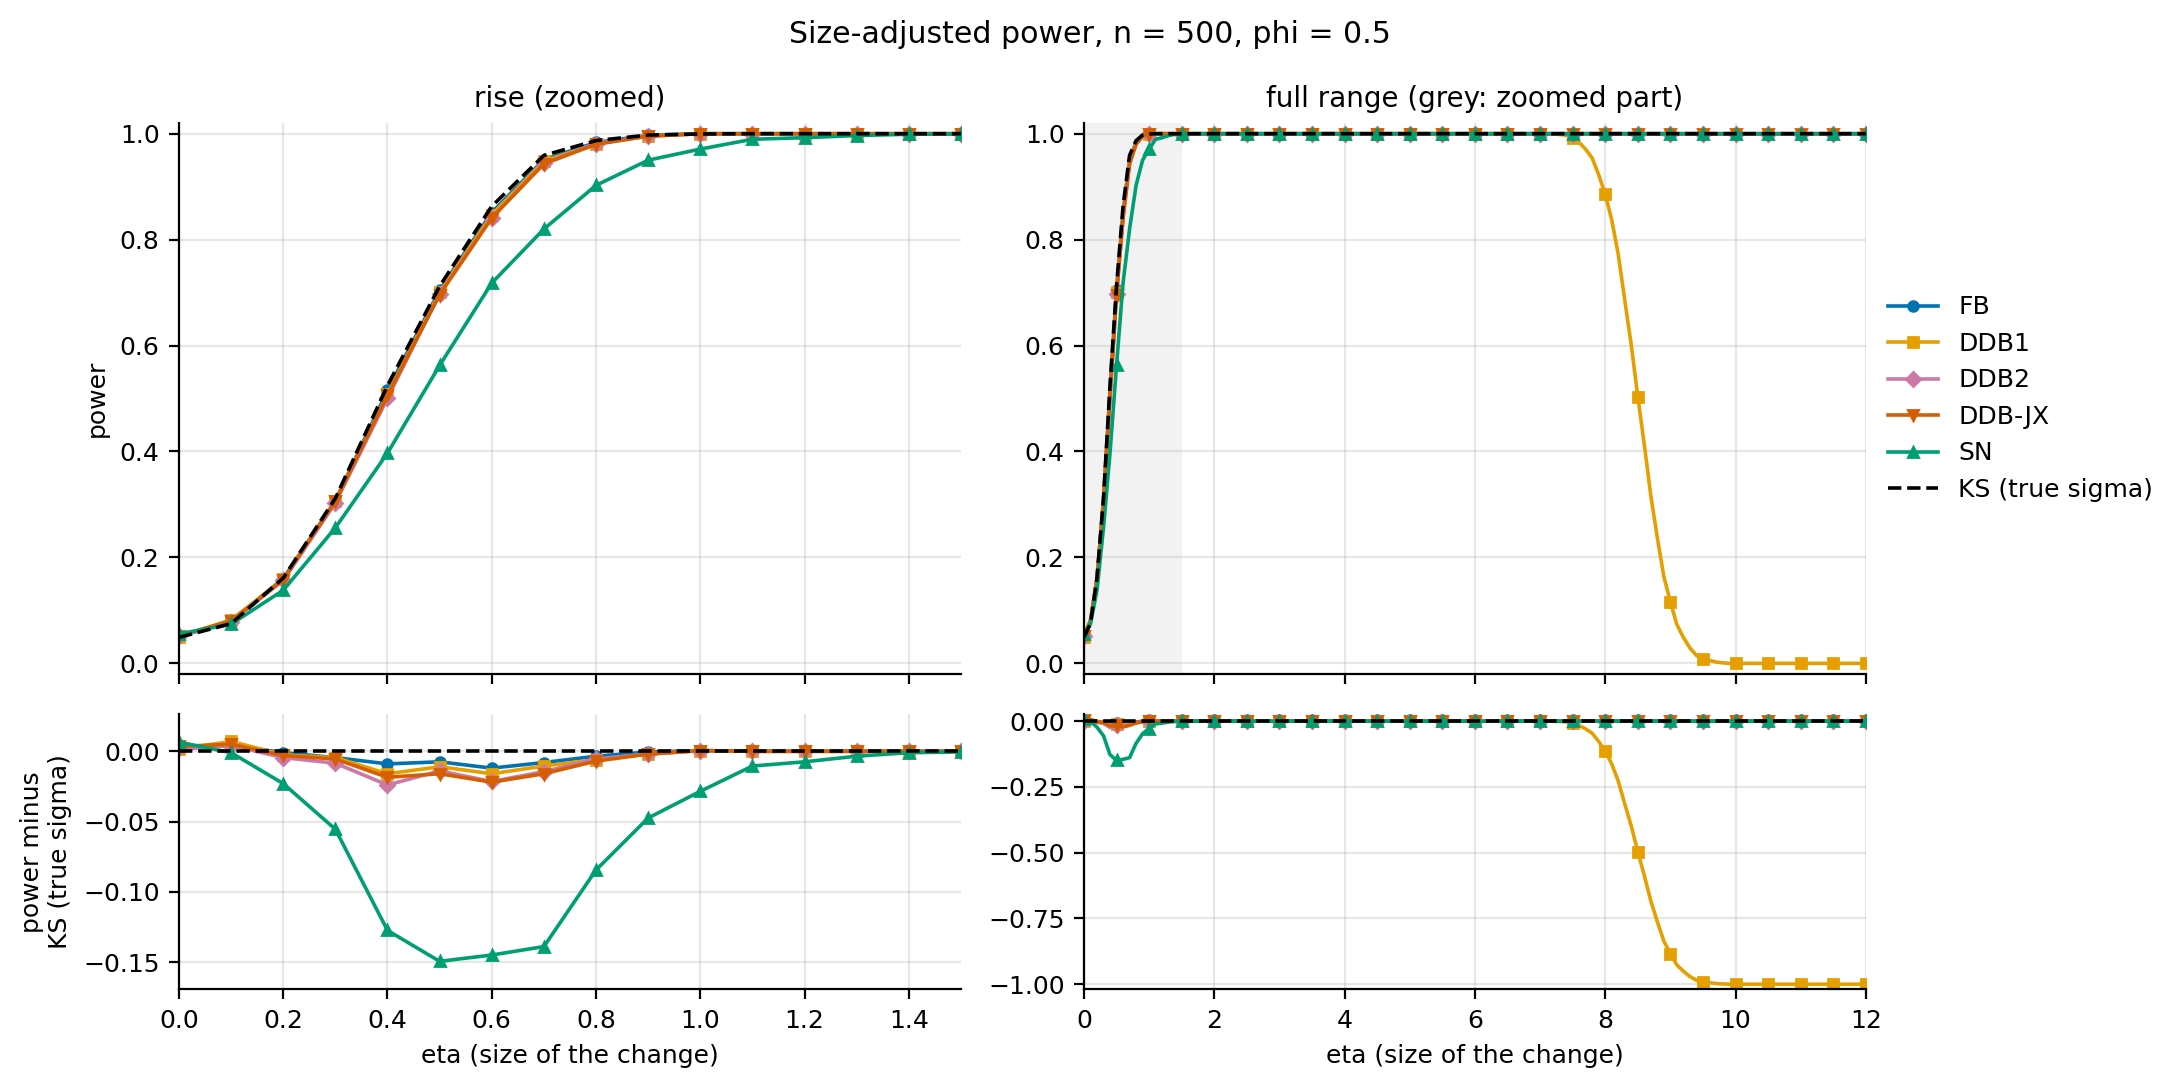 Size-adjusted power, n = 500, phi = 0.5
rise (zoomed)
full range (grey: zoomed part)
1.0
0.8
0.6
0.4
0.2
0.0
power
1.0
0.8
0.6
0.4
0.2
0.0
FB
DDB1
DDB2
DDB-JX
SN
KS (true sigma)
0.00
−0.05
−0.10
−0.15
power minus
KS (true sigma)
0.0 0.2 0.4 0.6 0.8 1.0 1.2 1.4
eta (size of the change)
0.00
−0.25
−0.50
−0.75
−1.00
0 2 4 6 8 10 12
eta (size of the change)